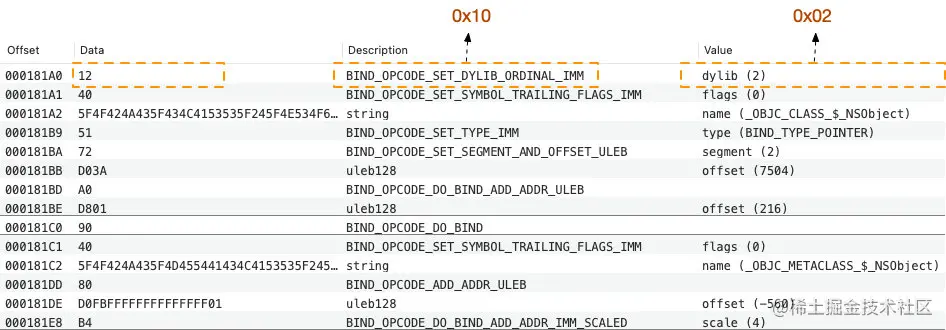 0x10 0x02
Offset Data Description Value
000181A0 12 BIND_OPCODE_SET_DYLIB_ORDINAL_IMM dylib (2)
000181A1 40 BIND_OPCODE_SET_SYMBOL_TRAILING_FLAGS_IMM flags (0)
000181A2 5F4F424A435F434C4153535F245F4E534F6… string name (_OBJC_CLASS_$_NSObject)
000181B9 51 BIND_OPCODE_SET_TYPE_IMM type (BIND_TYPE_POINTER)
000181BA 72 BIND_OPCODE_SET_SEGMENT_AND_OFFSET_ULEB segment (2)
000181BB D03A uleb128 offset (7504)
000181BD A0 BIND_OPCODE_DO_BIND_ADD_ADDR_ULEB
000181BE D801 uleb128 offset (216)
000181C0 90 BIND_OPCODE_DO_BIND
000181C1 40 BIND_OPCODE_SET_SYMBOL_TRAILING_FLAGS_IMM flags (0)
000181C2 5F4F424A435F4D455441434C4153535F245… string name (_OBJC_METACLASS_$_NSObject)
000181DD 80 BIND_OPCODE_ADD_ADDR_ULEB
000181DE D0FBFFFFFFFFFFFFFF01 uleb128 offset (-560)
000181E8 B4 BIND_OPCODE_DO_BIND_ADD_ADDR_IMM_SCALED scale (4)
@稀土掘金技术社区